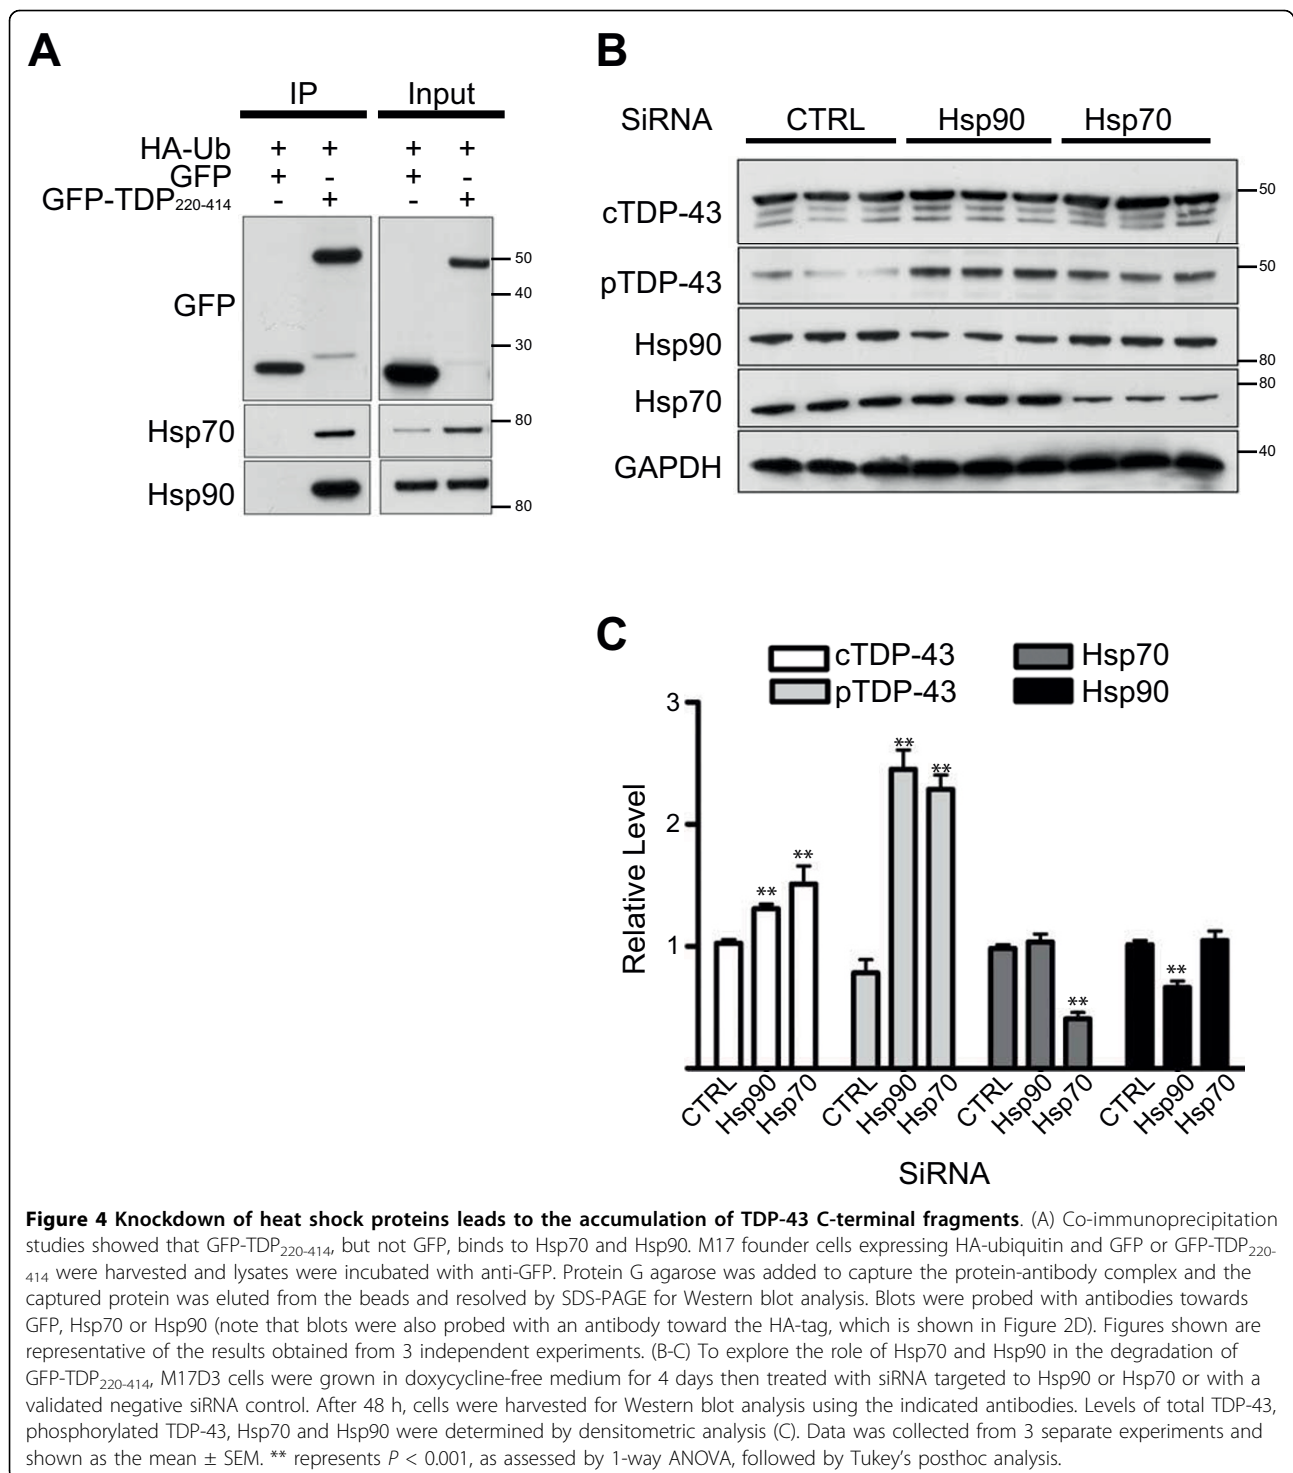 A
IP Input
HA-Ub + + + +
GFP + - + -
GFP-TDP220-414 - + - +
GFP
50
40
30
Hsp70
80
Hsp90
80
B
SiRNA CTRL Hsp90 Hsp70
cTDP-43
50
pTDP-43
50
Hsp90
80
Hsp70
80
GAPDH
40
C
cTDP-43 Hsp70
pTDP-43 Hsp90
Relative Level
3
2
1
** ** ** ** ** **
CTRL Hsp90 Hsp70 CTRL Hsp90 Hsp70 CTRL Hsp90 Hsp70 CTRL Hsp90 Hsp70
SiRNA
Figure 4 Knockdown of heat shock proteins leads to the accumulation of TDP-43 C-terminal fragments. (A) Co-immunoprecipitation
studies showed that GFP-TDP220-414, but not GFP, binds to Hsp70 and Hsp90. M17 founder cells expressing HA-ubiquitin and GFP or GFP-TDP220-
414 were harvested and lysates were incubated with anti-GFP. Protein G agarose was added to capture the protein-antibody complex and the
captured protein was eluted from the beads and resolved by SDS-PAGE for Western blot analysis. Blots were probed with antibodies towards
GFP, Hsp70 or Hsp90 (note that blots were also probed with an antibody toward the HA-tag, which is shown in Figure 2D). Figures shown are
representative of the results obtained from 3 independent experiments. (B-C) To explore the role of Hsp70 and Hsp90 in the degradation of
GFP-TDP220-414, M17D3 cells were grown in doxycycline-free medium for 4 days then treated with siRNA targeted to Hsp90 or Hsp70 or with a
validated negative siRNA control. After 48 h, cells were harvested for Western blot analysis using the indicated antibodies. Levels of total TDP-43,
phosphorylated TDP-43, Hsp70 and Hsp90 were determined by densitometric analysis (C). Data was collected from 3 separate experiments and
shown as the mean ± SEM. ** represents P < 0.001, as assessed by 1-way ANOVA, followed by Tukey's posthoc analysis.